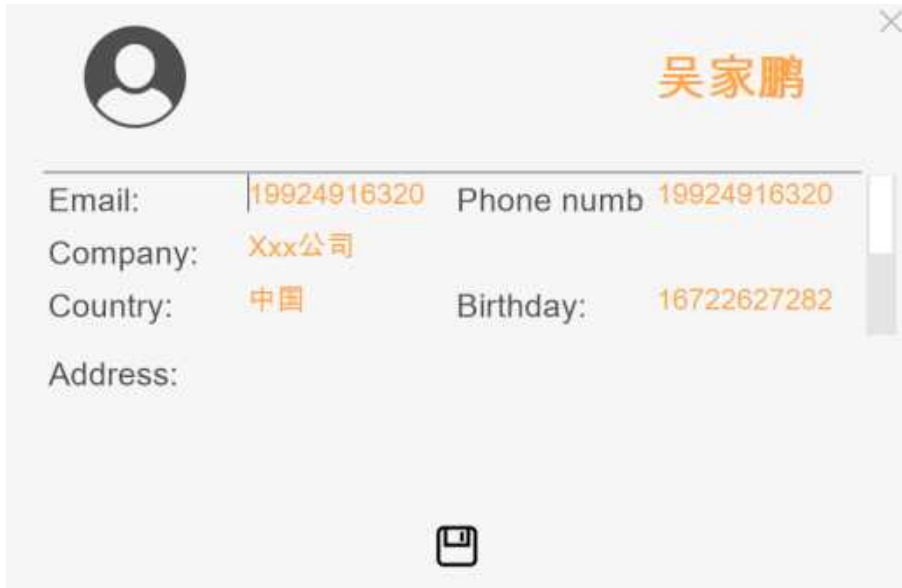 吴家鹏
Email: 19924916320 Phone numb 19924916320
Company: Xxx公司
Country: 中国 Birthday: 16722627282
Address: